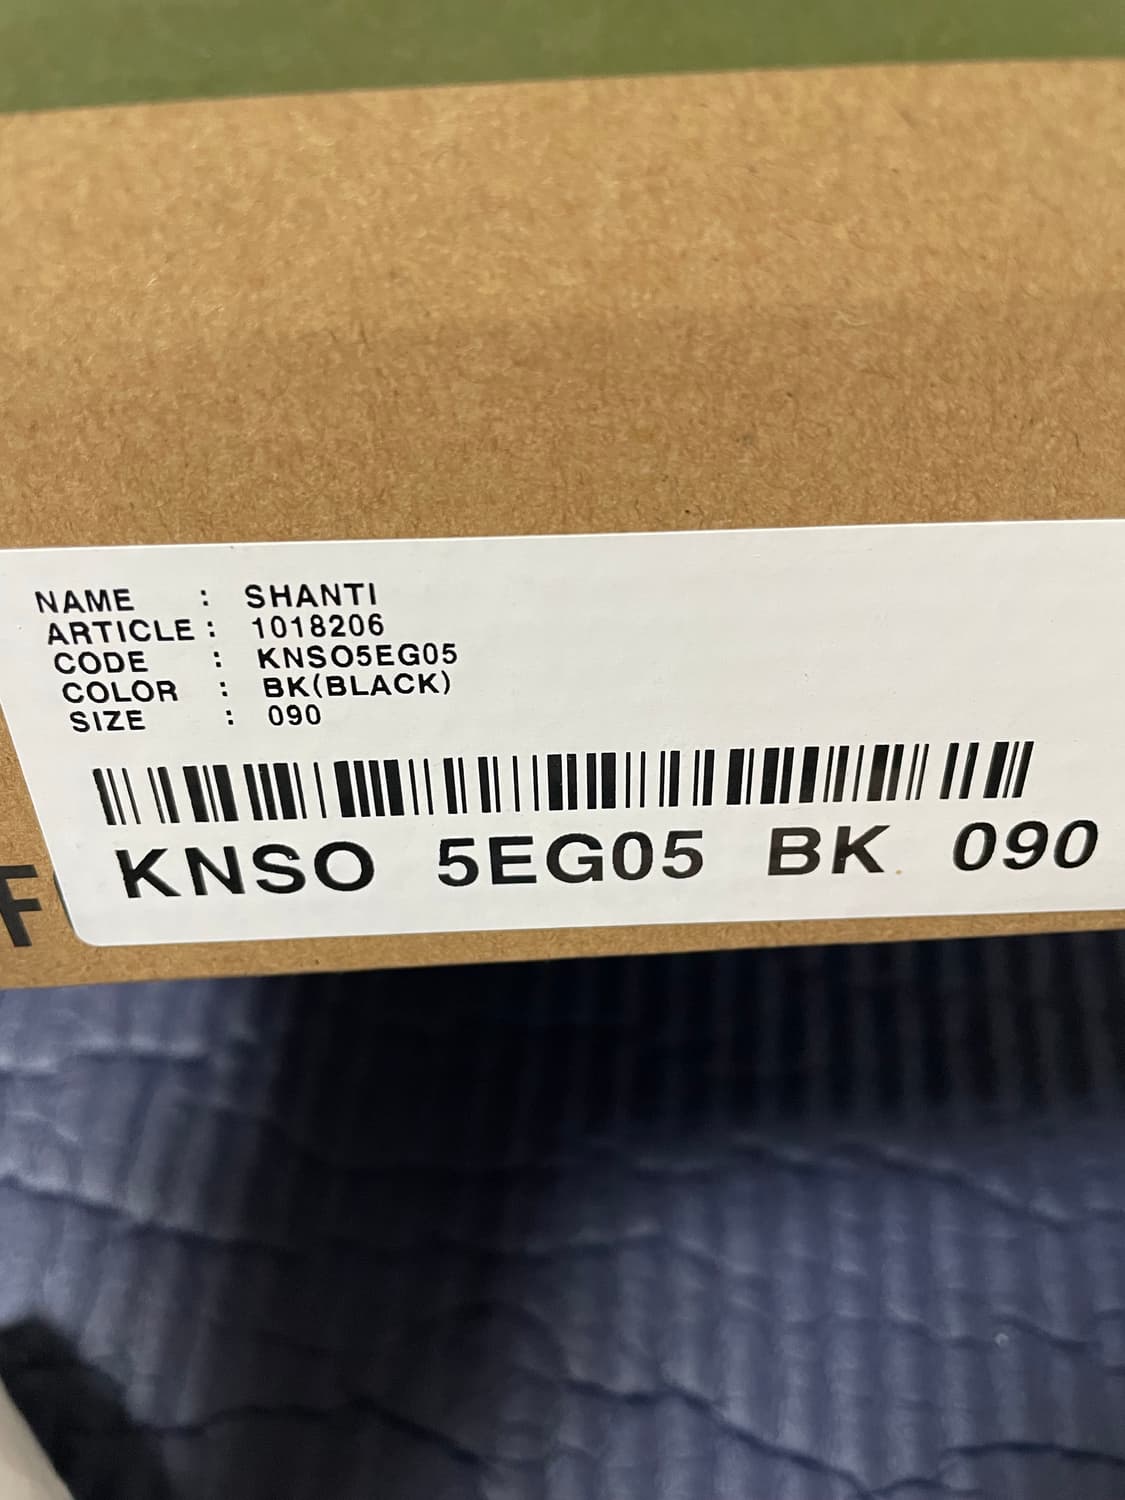 NAME : SHANTI
ARTICLE : 1018206
CODE : KNSO5EG05
COLOR : BK(BLACK)
SIZE : 090
KNSO 5EG05 BK 090
F